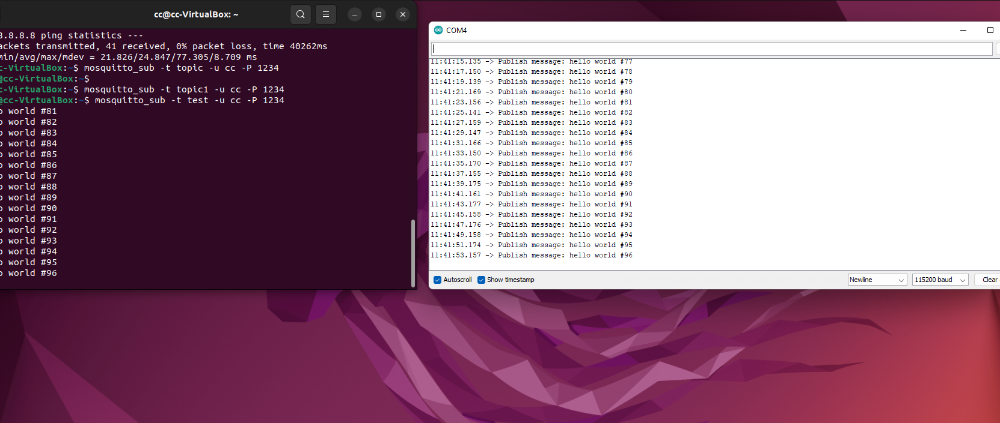 cc@cc-VirtualBox: ~
8.8.8.8 ping statistics ---
ackets transmitted, 41 received, 0% packet loss, time 40262ms
min/avg/max/mdev = 21.826/24.847/77.305/8.709 ms
c-VirtualBox:~$ mosquitto_sub -t topic -u cc -P 1234
@cc-VirtualBox:~$
c-VirtualBox:~$ mosquitto_sub -t topic1 -u cc -P 1234
@cc-VirtualBox:~$ mosquitto_sub -t test -u cc -P 1234
o world #81
o world #82
o world #83
o world #84
o world #85
o world #86
o world #87
o world #88
o world #89
o world #90
o world #91
o world #92
o world #93
o world #94
o world #95
o world #96
COM4
11:41:15.135 -> Publish message: hello world #77
11:41:17.150 -> Publish message: hello world #78
11:41:19.139 -> Publish message: hello world #79
11:41:21.169 -> Publish message: hello world #80
11:41:23.156 -> Publish message: hello world #81
11:41:25.141 -> Publish message: hello world #82
11:41:27.159 -> Publish message: hello world #83
11:41:29.147 -> Publish message: hello world #84
11:41:31.166 -> Publish message: hello world #85
11:41:33.150 -> Publish message: hello world #86
11:41:35.170 -> Publish message: hello world #87
11:41:37.155 -> Publish message: hello world #88
11:41:39.175 -> Publish message: hello world #89
11:41:41.161 -> Publish message: hello world #90
11:41:43.177 -> Publish message: hello world #91
11:41:45.158 -> Publish message: hello world #92
11:41:47.176 -> Publish message: hello world #93
11:41:49.158 -> Publish message: hello world #94
11:41:51.174 -> Publish message: hello world #95
11:41:53.157 -> Publish message: hello world #96
Autoscroll Show timestamp Newline 115200 baud Clear